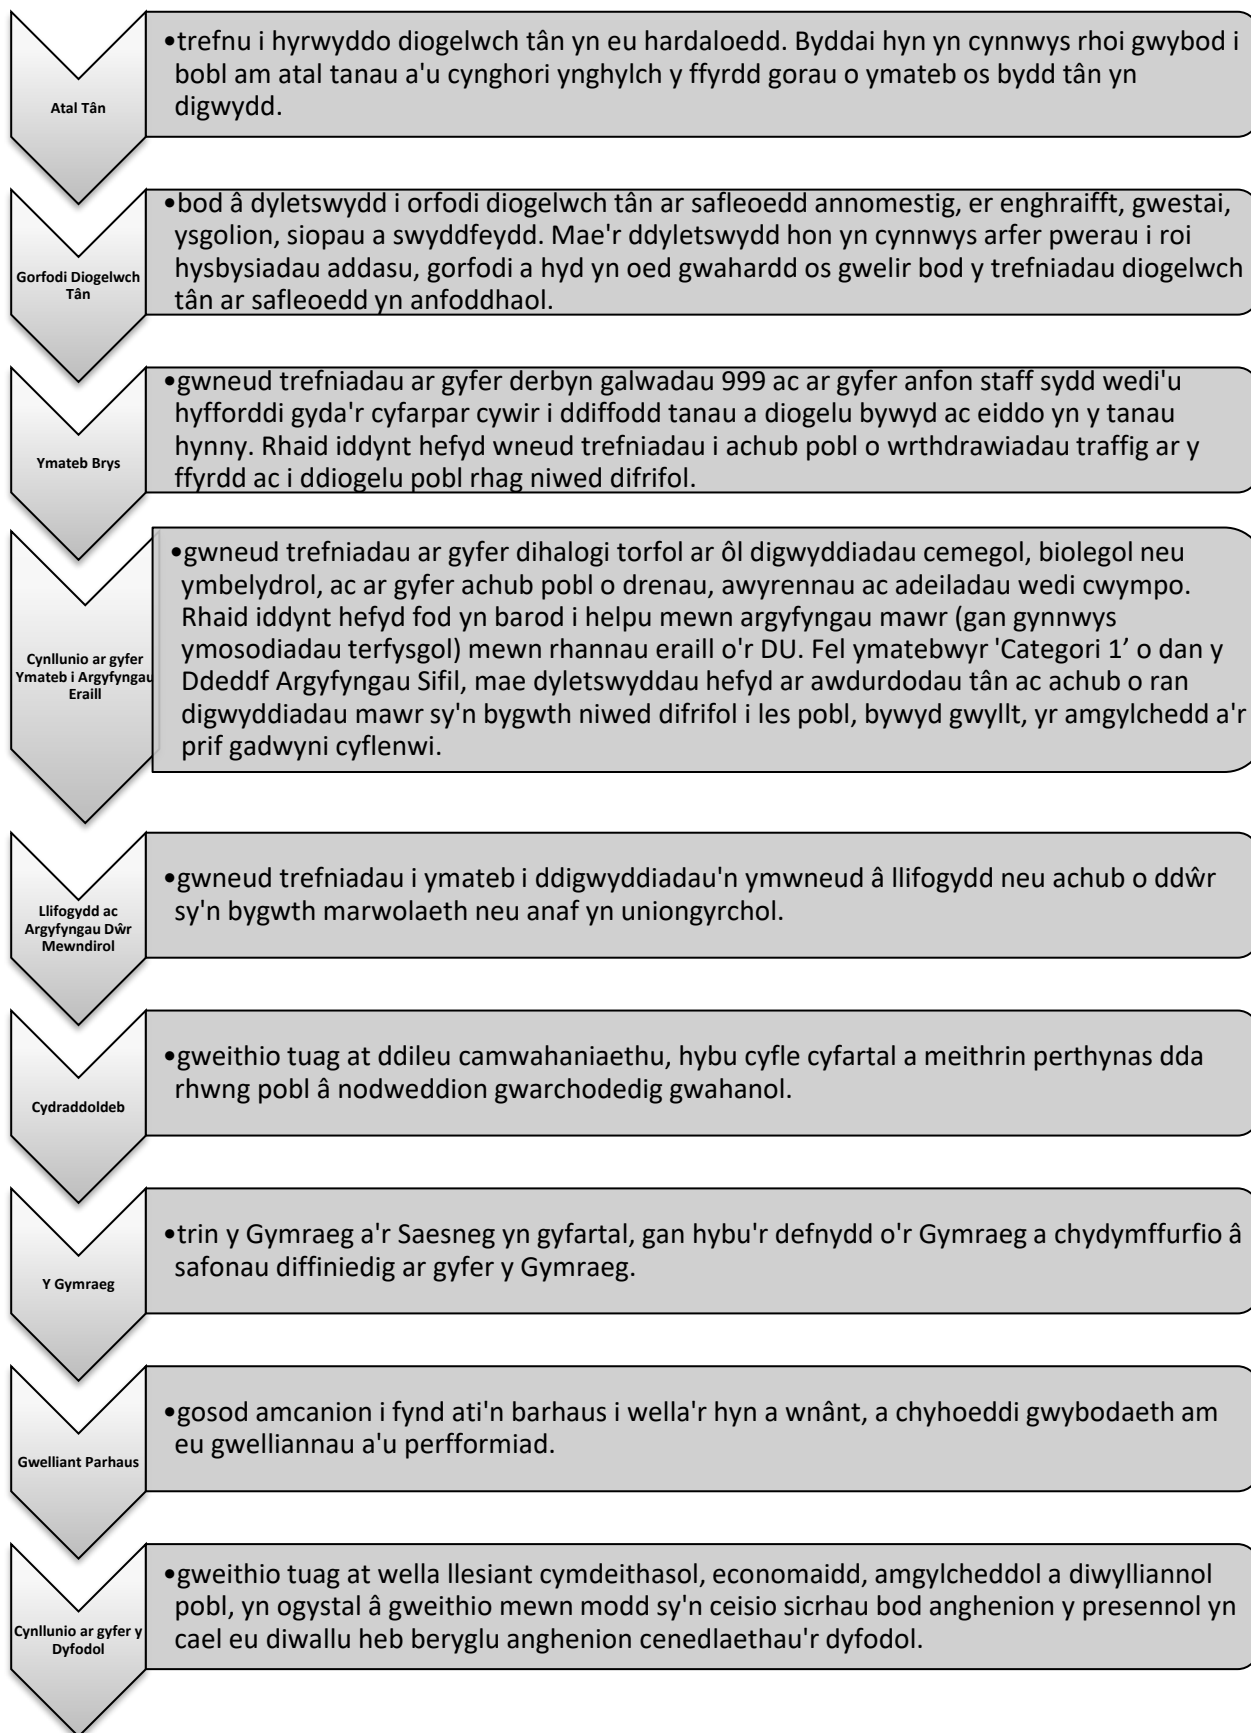 Atal Tân
•trefnu i hyrwyddo diogelwch tân yn eu hardaloedd. Byddai hyn yn cynnwys rhoi gwybod i
bobl am atal tanau a'u cynghori ynghylch y ffyrdd gorau o ymateb os bydd tân yn
digwydd.
Gorfodi Diogelwch
Tân
•bod â dyletswydd i orfodi diogelwch tân ar safleoedd annomestig, er enghraifft, gwestai,
ysgolion, siopau a swyddfeydd. Mae'r ddyletswydd hon yn cynnwys arfer pwerau i roi
hysbysiadau addasu, gorfodi a hyd yn oed gwahardd os gwelir bod y trefniadau diogelwch
tân ar safleoedd yn anfoddhaol.
Ymateb Brys
•gwneud trefniadau ar gyfer derbyn galwadau 999 ac ar gyfer anfon staff sydd wedi'u
hyfforddi gyda'r cyfarpar cywir i ddiffodd tanau a diogelu bywyd ac eiddo yn y tanau
hynny. Rhaid iddynt hefyd wneud trefniadau i achub pobl o wrthdrawiadau traffig ar y
ffyrdd ac i ddiogelu pobl rhag niwed difrifol.
Cynllunio ar gyfer
Ymateb i Argyfyngau
Eraill
•gwneud trefniadau ar gyfer dihalogi torfol ar ôl digwyddiadau cemegol, biolegol neu
ymbelydrol, ac ar gyfer achub pobl o drenau, awyrennau ac adeiladau wedi cwympo.
Rhaid iddynt hefyd fod yn barod i helpu mewn argyfyngau mawr (gan gynnwys
ymosodiadau terfysgol) mewn rhannau eraill o'r DU. Fel ymatebwyr 'Categori 1’ o dan y
Ddeddf Argyfyngau Sifil, mae dyletswyddau hefyd ar awdurdodau tân ac achub o ran
digwyddiadau mawr sy'n bygwth niwed difrifol i les pobl, bywyd gwyllt, yr amgylchedd a'r
prif gadwyni cyflenwi.
Llifogydd ac
Argyfyngau Dŵr
Mewndirol
•gwneud trefniadau i ymateb i ddigwyddiadau'n ymwneud â llifogydd neu achub o ddŵr
sy'n bygwth marwolaeth neu anaf yn uniongyrchol.
Cydraddoldeb
•gweithio tuag at ddileu camwahaniaethu, hybu cyfle cyfartal a meithrin perthynas dda
rhwng pobl â nodweddion gwarchodedig gwahanol.
Y Gymraeg
•trin y Gymraeg a'r Saesneg yn gyfartal, gan hybu'r defnydd o'r Gymraeg a chydymffurfio â
safonau diffiniedig ar gyfer y Gymraeg.
Gwelliant Parhaus
•gosod amcanion i fynd ati'n barhaus i wella'r hyn a wnânt, a chyhoeddi gwybodaeth am
eu gwelliannau a'u perfformiad.
Cynllunio ar gyfer y
Dyfodol
•gweithio tuag at wella llesiant cymdeithasol, economaidd, amgylcheddol a diwylliannol
pobl, yn ogystal â gweithio mewn modd sy'n ceisio sicrhau bod anghenion y presennol yn
cael eu diwallu heb beryglu anghenion cenedlaethau'r dyfodol.